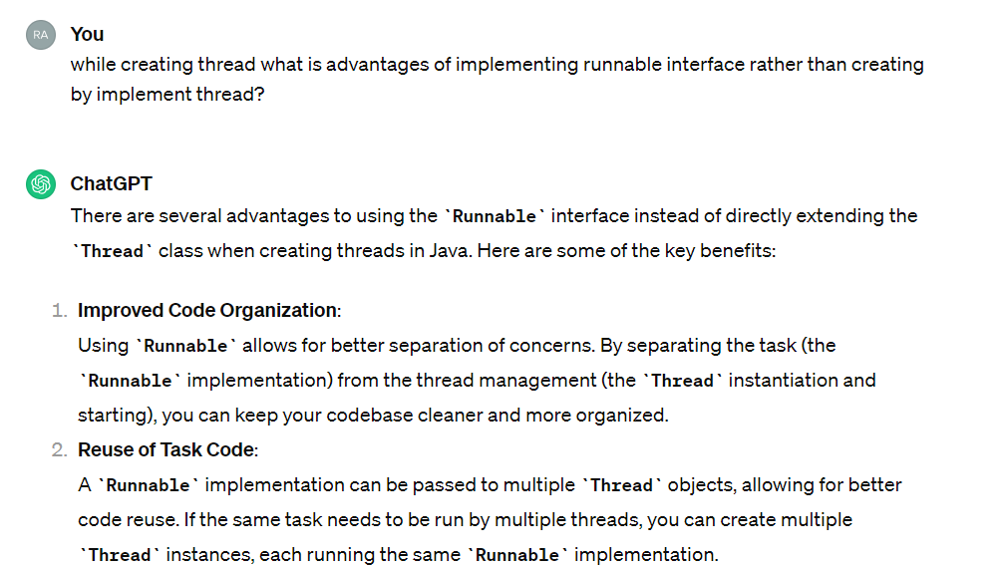 RA
You
while creating thread what is advantages of implementing runnable interface rather than creating
by implement thread?
ChatGPT
There are several advantages to using the `Runnable` interface instead of directly extending the
`Thread` class when creating threads in Java. Here are some of the key benefits:
1. Improved Code Organization:
Using `Runnable` allows for better separation of concerns. By separating the task (the
`Runnable` implementation) from the thread management (the `Thread` instantiation and
starting), you can keep your codebase cleaner and more organized.
2. Reuse of Task Code:
A `Runnable` implementation can be passed to multiple `Thread` objects, allowing for better
code reuse. If the same task needs to be run by multiple threads, you can create multiple
`Thread` instances, each running the same `Runnable` implementation.